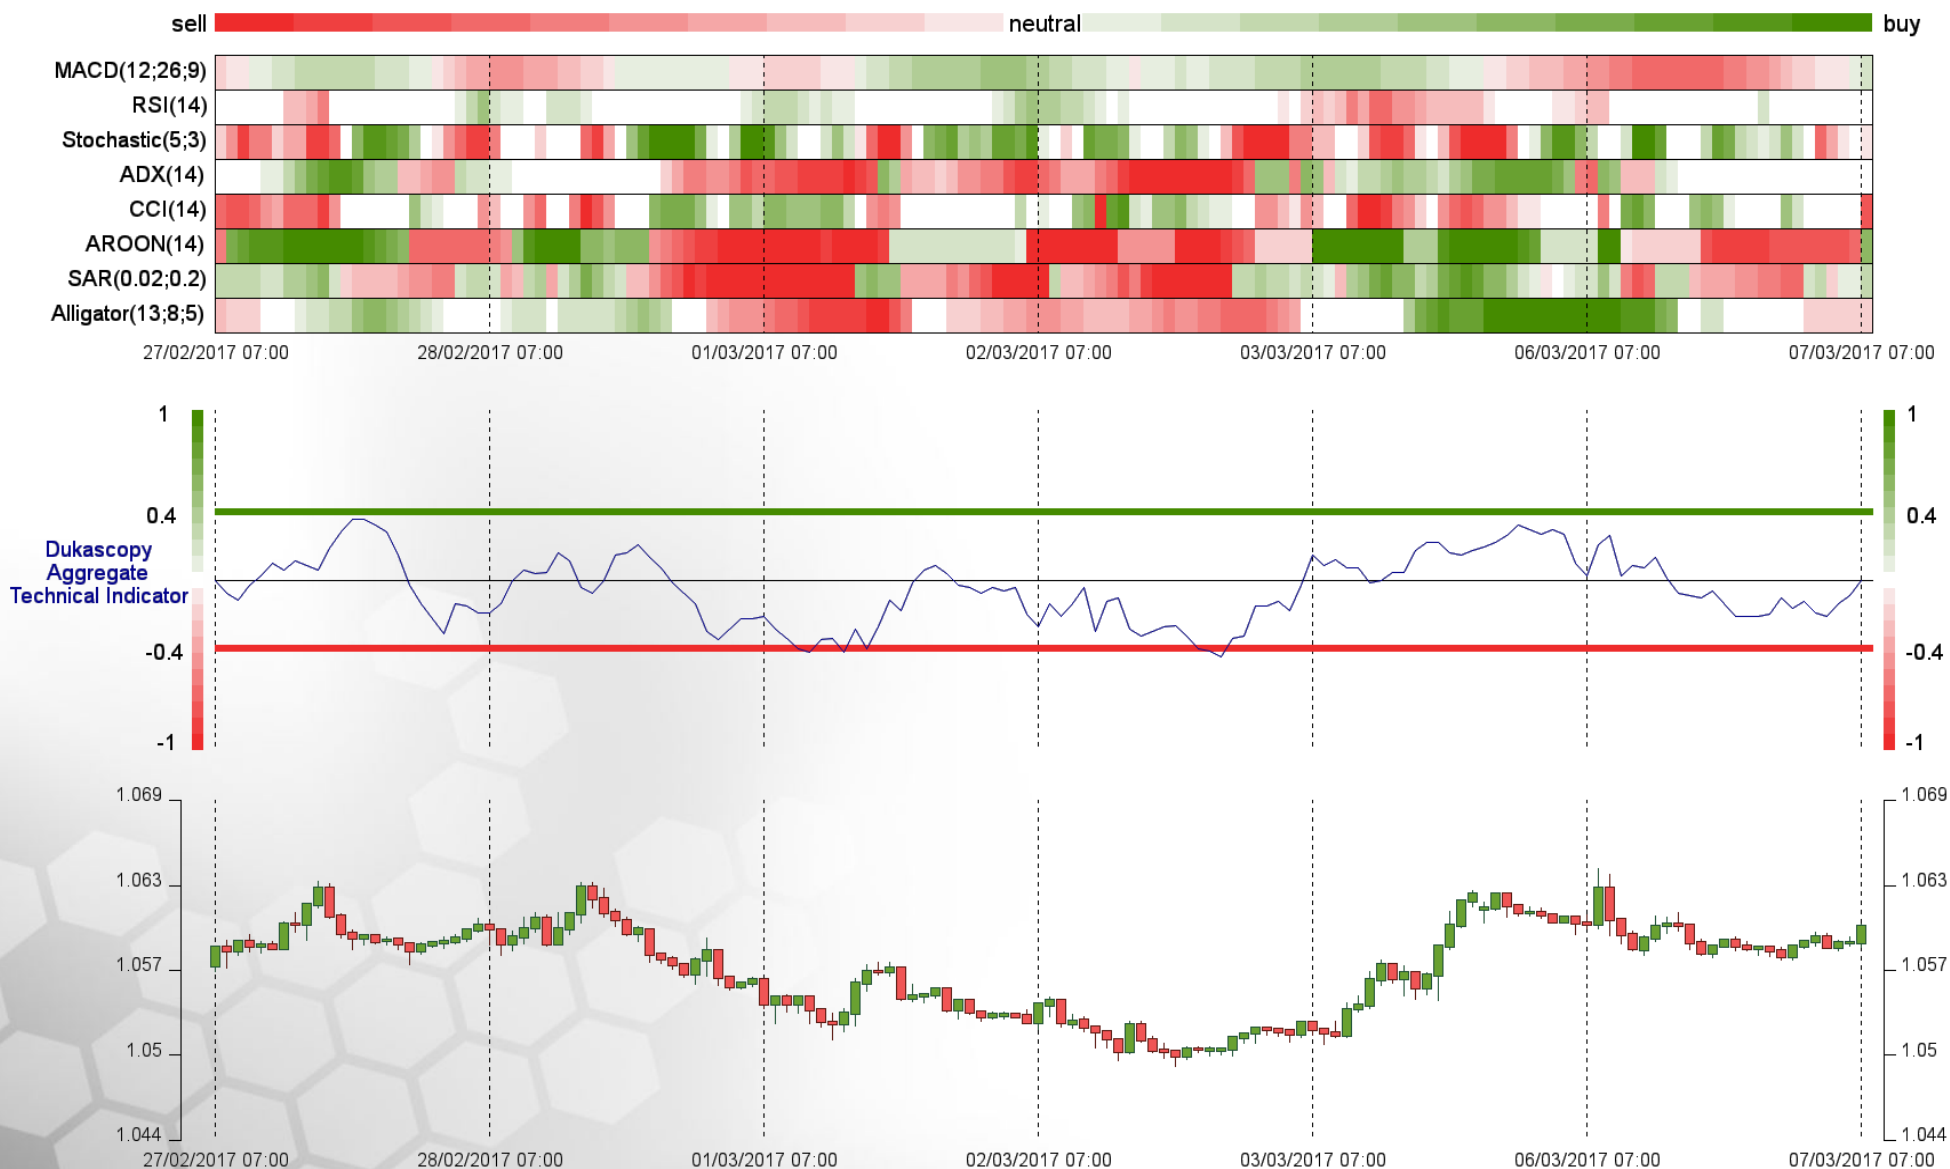 sell neutral buy
MACD(12;26;9)
RSI(14)
Stochastic(5;3)
ADX(14)
CCI(14)
AROON(14)
SAR(0.02;0.2)
Alligator(13;8;5)
27/02/2017 07:00 28/02/2017 07:00 01/03/2017 07:00 02/03/2017 07:00 03/03/2017 07:00 06/03/2017 07:00 07/03/2017 07:00
1 1
0.4 0.4
Dukascopy
Aggregate
Technical Indicator
-0.4 -0.4
-1 -1
1.069 1.069
1.063 1.063
1.057 1.057
1.05 1.05
1.044 1.044
27/02/2017 07:00 28/02/2017 07:00 01/03/2017 07:00 02/03/2017 07:00 03/03/2017 07:00 06/03/2017 07:00 07/03/2017 07:00